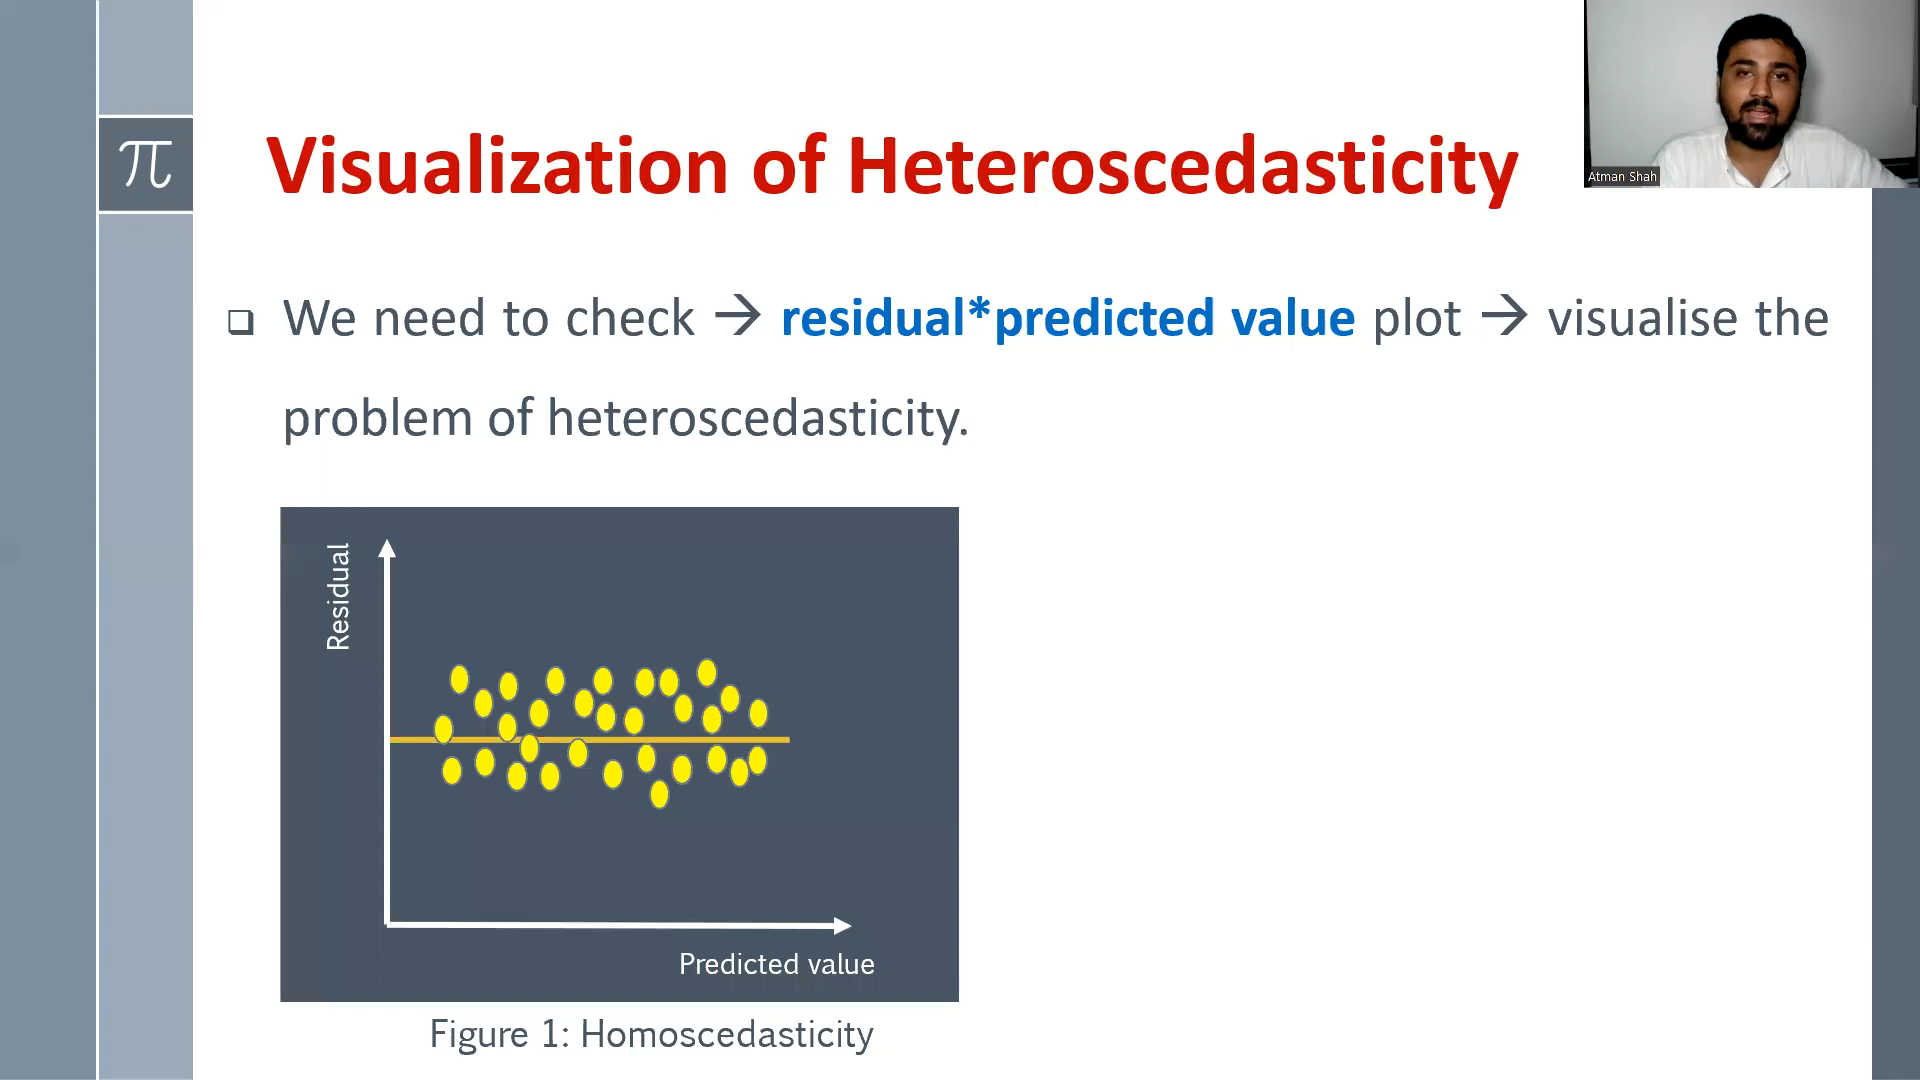 Atman Shah
π
Visualization of Heteroscedasticity
❑ We need to check → residual*predicted value plot → visualise the
problem of heteroscedasticity.
Residual
Predicted value
Figure 1: Homoscedasticity